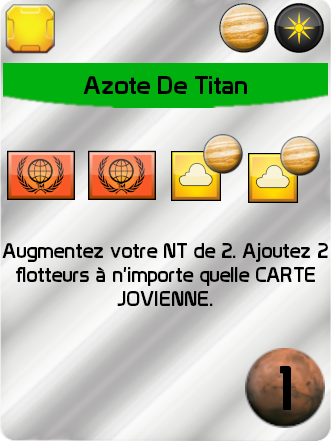 Azote De Titan
Augmentez votre NT de 2. Ajoutez 2
flotteurs à n'importe quelle CARTE
JOVIENNE.
1